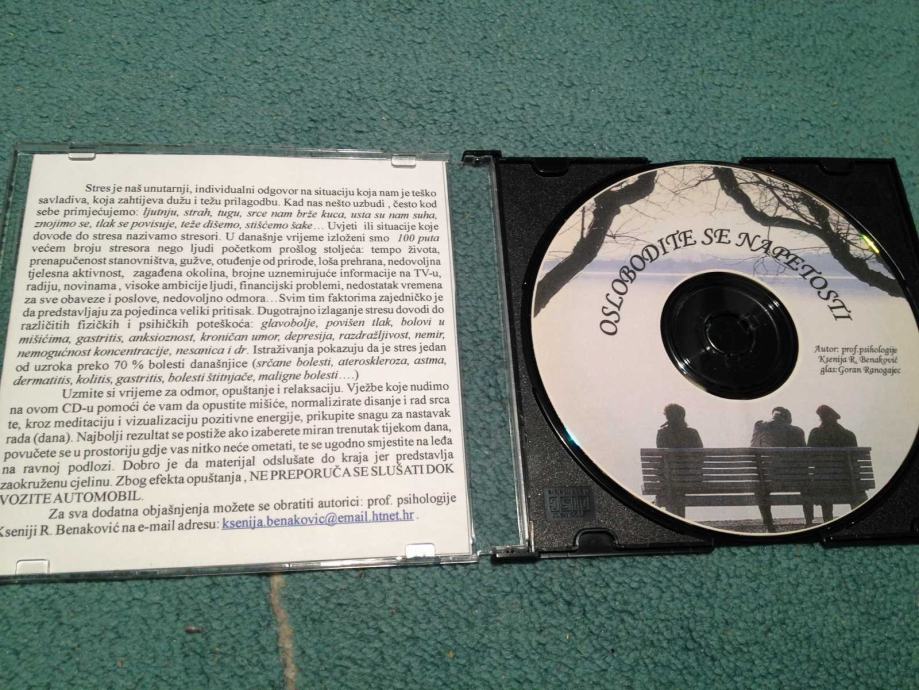 Stres je naš unutarnji, individualni odgovor na situaciju koja nam je teško
savladiva, koja zahtijeva dužu i težu prilagodbu. Kad nas nešto uzbudi , često kod
sebe primjećujemo: ljutnju, strah, tugu, srce nam brže kuca, usta su nam suha,
znojimo se, tlak se povisuje, teže dišemo, stišćemo šake... Uvjeti ili situacije koje
dovode do stresa nazivamo stresori. U današnje vrijeme izloženi smo 100 puta
većem broju stresora nego ljudi početkom prošlog stoljeća: tempo života,
prenapučenost stanovništva, gužve, otuđenje od prirode, loša prehrana, nedovoljna
tjelesna aktivnost, zagađena okolina, brojne uznemirujuće informacije na TV-u,
radiju, novinama , visoke ambicije ljudi, financijski problemi, nedostatak vremena
za sve obaveze i poslove, nedovoljno odmora... Svim tim faktorima zajedničko je
da predstavljaju za pojedinca veliki pritisak. Dugotrajno izlaganje stresu dovodi do
različitih fizičkih i psihičkih poteškoća: glavobolje, povišen tlak, bolovi u
mišićima, gastritis, anksioznost, kroničan umor, depresija, razdražljivost, nemir,
nemogućnost koncentracije, nesanica i dr. Istraživanja pokazuju da je stres jedan
od uzroka preko 70 % bolesti današnjice (srčane bolesti, ateroskleroza, astma,
dermatitis, kolitis, gastritis, bolesti štitnjače, maligne bolesti....)
Uzmite si vrijeme za odmor, opuštanje i relaksaciju. Vježbe koje nudimo
na ovom CD-u pomoći će vam da opustite mišiće, normalizirate disanje i rad srca
te, kroz meditaciju i vizualizaciju pozitivne energije, prikupite snagu za nastavak
rada (dana). Najbolji rezultat se postiže ako izaberete miran trenutak tijekom dana,
povučete se u prostoriju gdje vas nitko neće ometati, te se ugodno smjestite na leđa
na ravnoj podlozi. Dobro je da materijal odslušate do kraja jer predstavlja
zaokruženu cjelinu. Zbog efekta opuštanja , NE PREPORUČA SE SLUŠATI DOK
VOZITE AUTOMOBIL.
Za sva dodatna objašnjenja možete se obratiti autorici: prof. psihologije
Kseniji R. Benaković na e-mail adresu: ksenija.benakovic@email.htnet.hr .
OSLOBODITE SE NAPETOSTI
Autor: prof.psihologije
Ksenija R. Benaković
glas: Goran Ranogajec